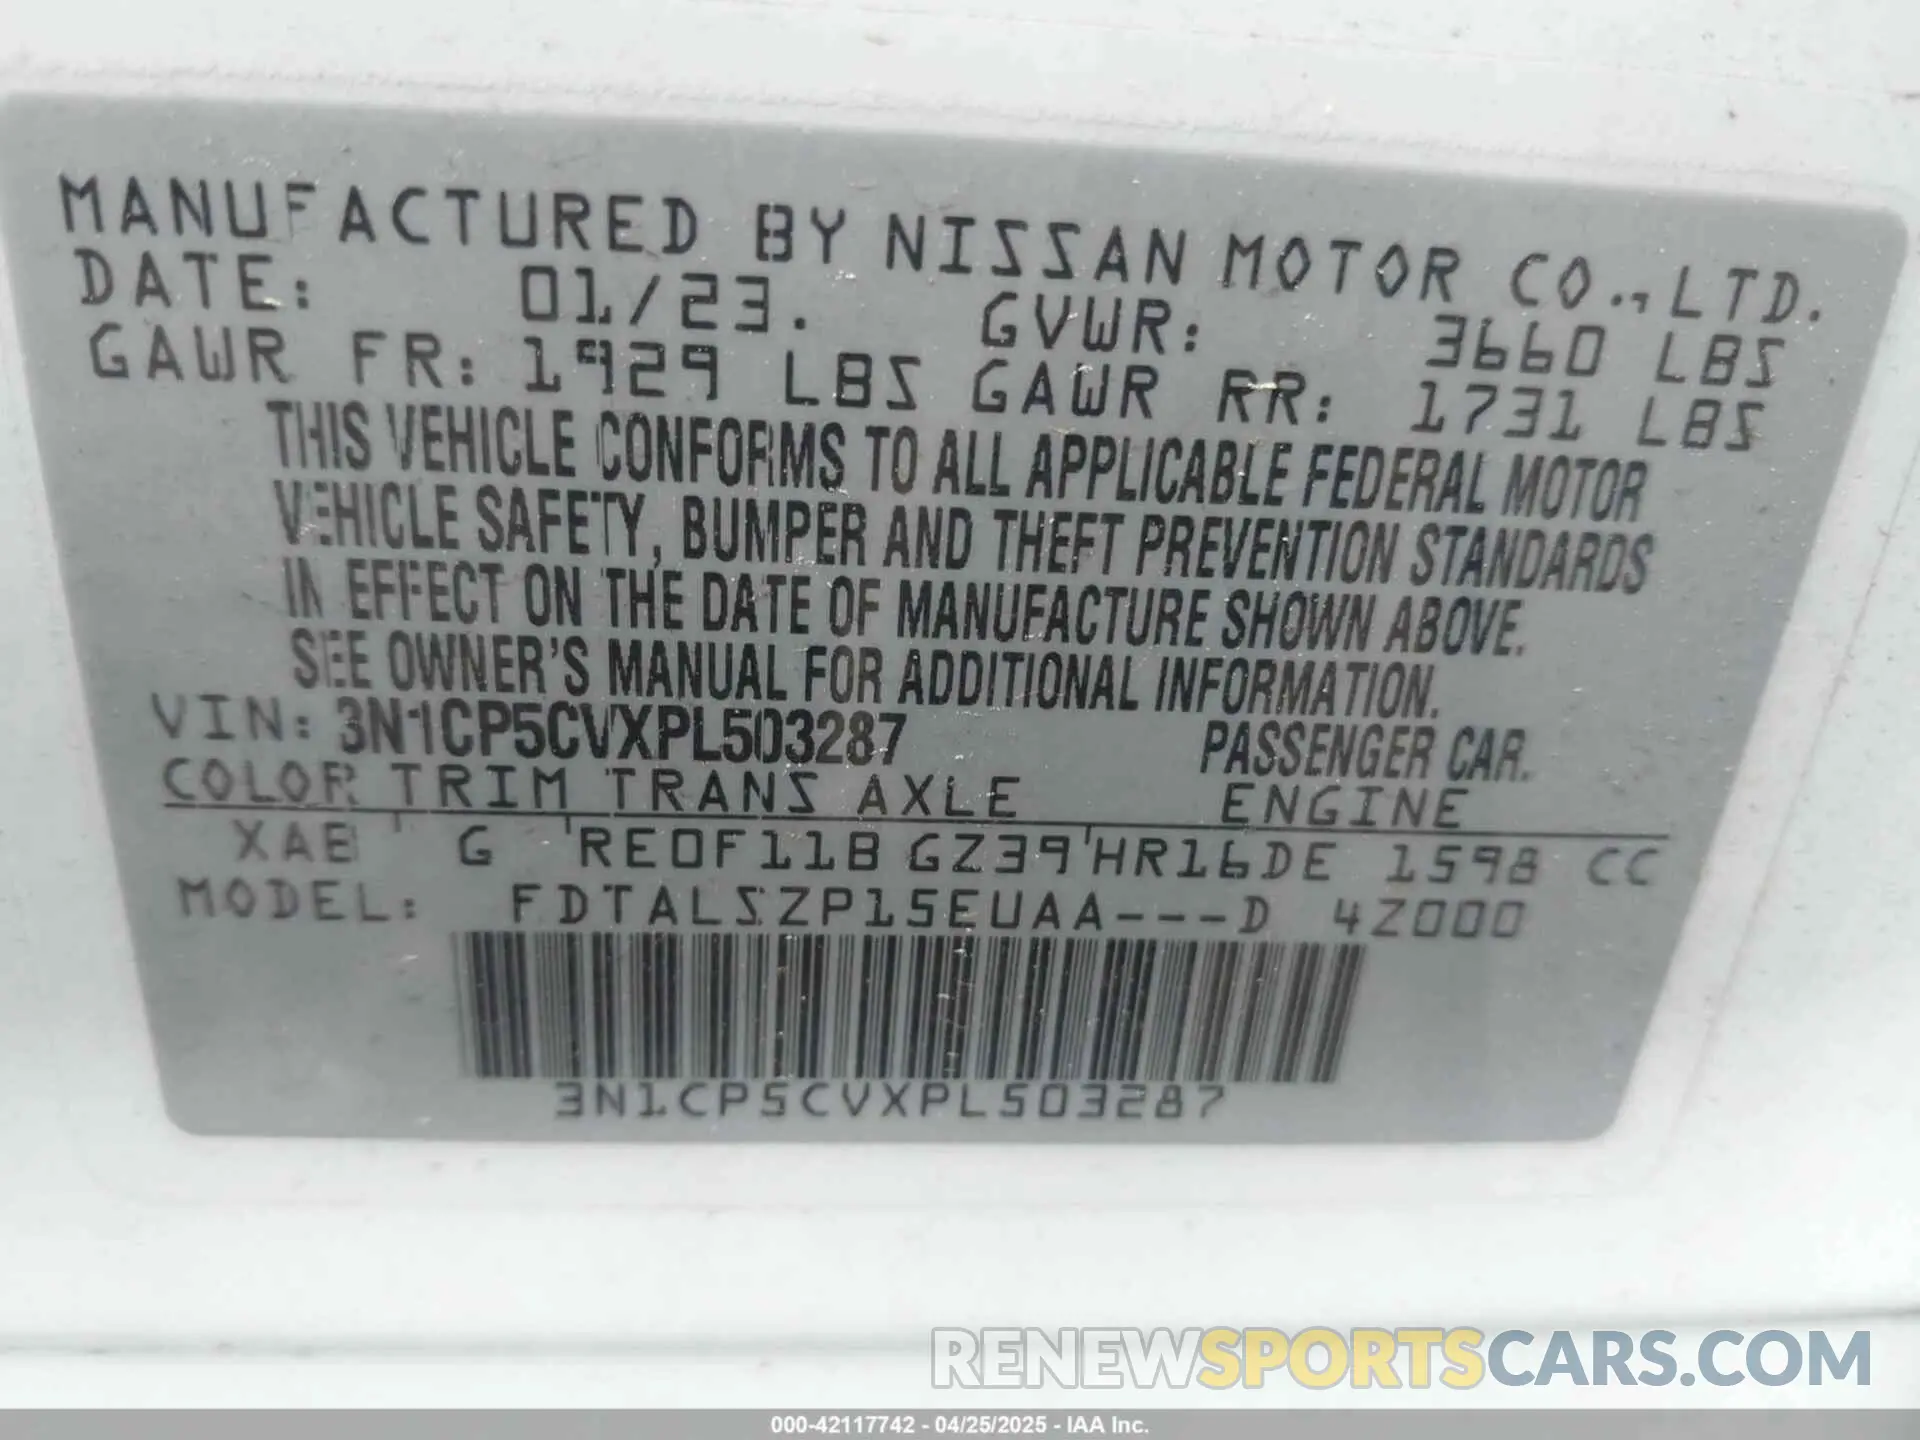 MANUFACTURED BY NISSAN MOTOR CO.,LTD.
DATE: 01/23. GVWR: 3660 LBS
GAWR FR: 1929 LBS GAWR RR: 1731 LBS
THIS VEHICLE CONFORMS TO ALL APPLICABLE FEDERAL MOTOR
VEHICLE SAFETY, BUMPER AND THEFT PREVENTION STANDARDS
IN EFFECT ON THE DATE OF MANUFACTURE SHOWN ABOVE.
SEE OWNER'S MANUAL FOR ADDITIONAL INFORMATION.
VIN: 3N1CP5CVXPL503287 PASSENGER CAR.
COLOR TRIM TRANS AXLE ENGINE
XAB G RE0F11B GZ39 HR16DE 1598 CC
MODEL: FDTALSZP15EUAA---D 4Z000
3N1CP5CVXPL503287
RENEWSPORTSCARS.COM
000-42117742 - 04/25/2025 - IAA Inc.